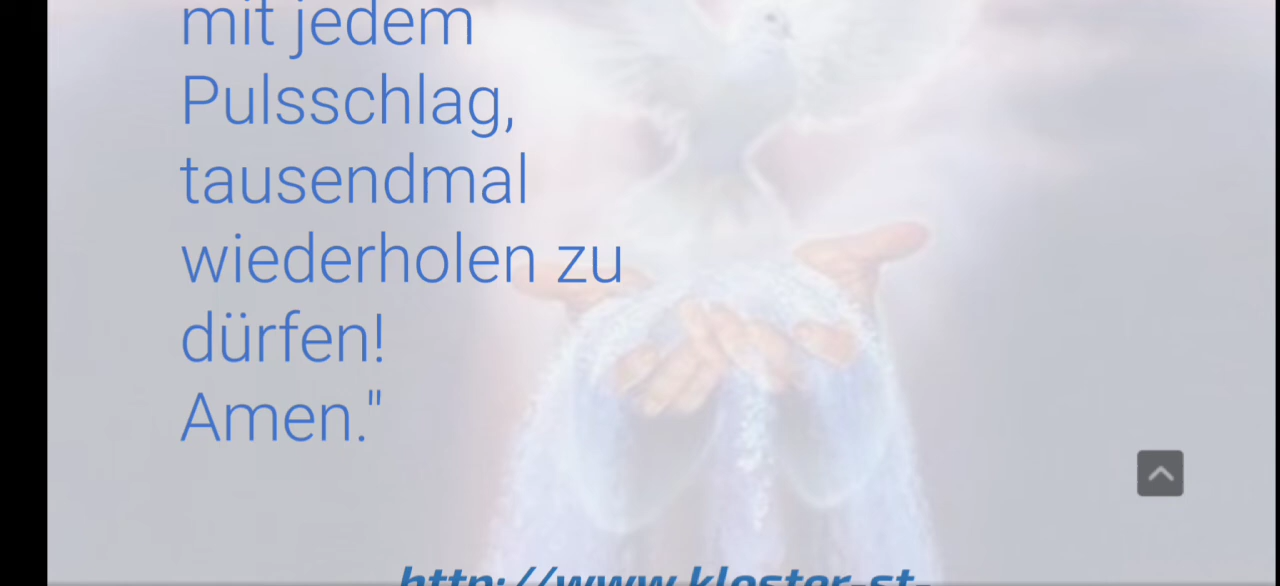 mit jedem
Pulsschlag,
tausendmal
wiederholen zu
dürfen!
Amen."
http://www.kloster-st-